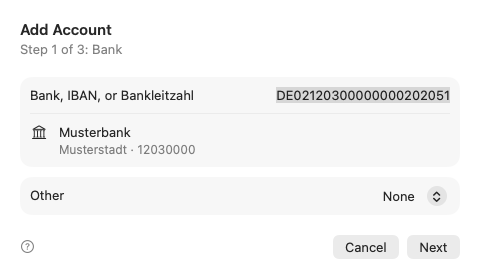 Add Account
Step 1 of 3: Bank
Bank, IBAN, or Bankleitzahl DE02120300000000202051
Musterbank
Musterstadt · 12030000
Other None
? Cancel Next